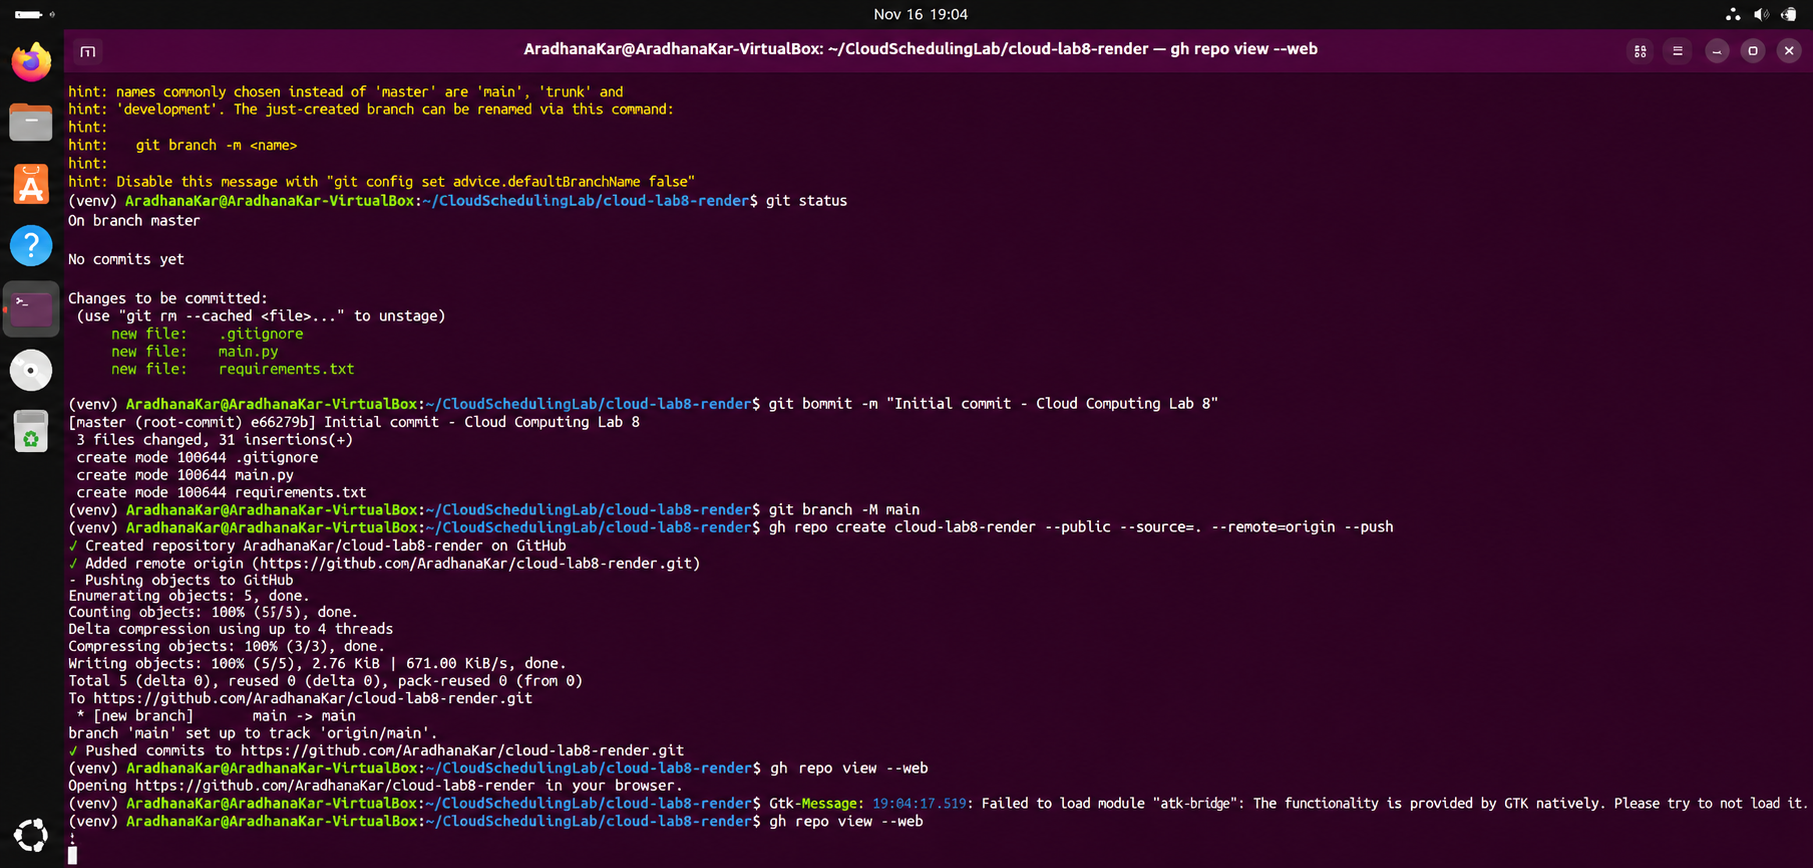 Nov 16 19:04
AradhanaKar@AradhanaKar-VirtualBox: ~/CloudSchedulingLab/cloud-lab8-render — gh repo view --web
hint: names commonly chosen instead of 'master' are 'main', 'trunk' and
hint: 'development'. The just-created branch can be renamed via this command:
hint:
hint:   git branch -m <name>
hint:
hint: Disable this message with "git config set advice.defaultBranchName false"
(venv) AradhanaKar@AradhanaKar-VirtualBox:~/CloudSchedulingLab/cloud-lab8-render$ git status
On branch master
No commits yet
Changes to be committed:
(use "git rm --cached <file>..." to unstage)
new file:   .gitignore
new file:   main.py
new file:   requirements.txt
(venv) AradhanaKar@AradhanaKar-VirtualBox:~/CloudSchedulingLab/cloud-lab8-render$ git bommit -m "Initial commit - Cloud Computing Lab 8"
[master (root-commit) e66279b] Initial commit - Cloud Computing Lab 8
3 files changed, 31 insertions(+)
create mode 100644 .gitignore
create mode 100644 main.py
create mode 100644 requirements.txt
(venv) AradhanaKar@AradhanaKar-VirtualBox:~/CloudSchedulingLab/cloud-lab8-render$ git branch -M main
(venv) AradhanaKar@AradhanaKar-VirtualBox:~/CloudSchedulingLab/cloud-lab8-render$ gh repo create cloud-lab8-render --public --source=. --remote=origin --push
✓ Created repository AradhanaKar/cloud-lab8-render on GitHub
✓ Added remote origin (https://github.com/AradhanaKar/cloud-lab8-render.git)
- Pushing objects to GitHub
Enumerating objects: 5, done.
Counting objects: 100% , done.
Delta compression using up to 4 threads
Compressing objects: 100% (3/3), done.
Writing objects: 100% (5/5), 2.76 KiB | 671.00 KiB/s, done.
Total 5 (delta 0), reused 0 (delta 0), pack-reused 0 (from 0)
To https://github.com/AradhanaKar/cloud-lab8-render.git
* [new branch]      main -> main
branch 'main' set up to track 'origin/main'.
✓ Pushed commits to https://github.com/AradhanaKar/cloud-lab8-render.git
(venv) AradhanaKar@AradhanaKar-VirtualBox:~/CloudSchedulingLab/cloud-lab8-render$ gh repo view --web
Opening https://github.com/AradhanaKar/cloud-lab8-render in your browser.
(venv) AradhanaKar@AradhanaKar-VirtualBox:~/CloudSchedulingLab/cloud-lab8-render$ Gtk-Message: 19:04:17.519: Failed to load module "atk-bridge": The functionality is provided by GTK natively. Please try to not load it.
(venv) AradhanaKar@AradhanaKar-VirtualBox:~/CloudSchedulingLab/cloud-lab8-render$ gh repo view --web